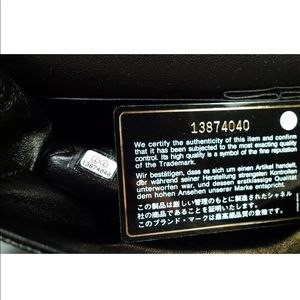 13874040
We certify the authenticity of this item and confirm
that it has been subjected to the most exacting quality
control. Its high quality is a symbol of the fine reputation
of the Trademark.
Wir bestätigen, dass es sich um einen Artikel handelt,
der während seiner Herstellung strengsten Kontrollen
unterworfen war, und dessen erstklassige Qualität
dem hohen Ansehen unserer Marke entspricht.
この製品は厳しい管理のもとに製造されたシャネル
社の商品であることを証明いたします。
このブランド・マークは最高級品質の象徴です。
13874040